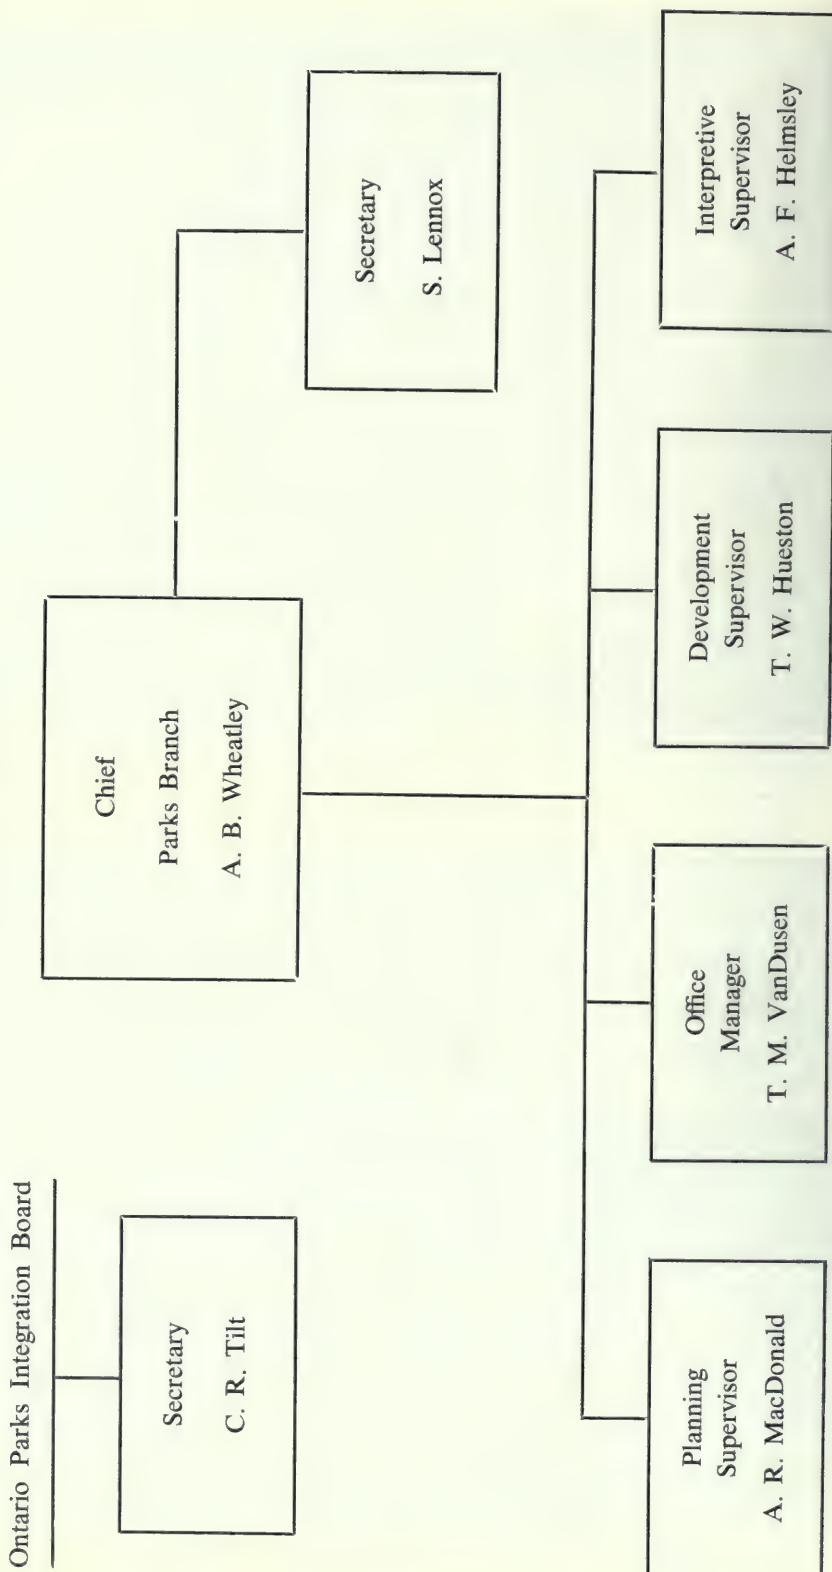 Ontario Parks Integration Board
Secretary
C. R. Tilt
Chief
Parks Branch
A. B. Wheatley
Secretary
S. Lennox
Planning
Supervisor
A. R. MacDonald
Office
Manager
T. M. VanDusen
Development
Supervisor
T. W. Hueston
Interpretive
Supervisor
A. F. Helmsley